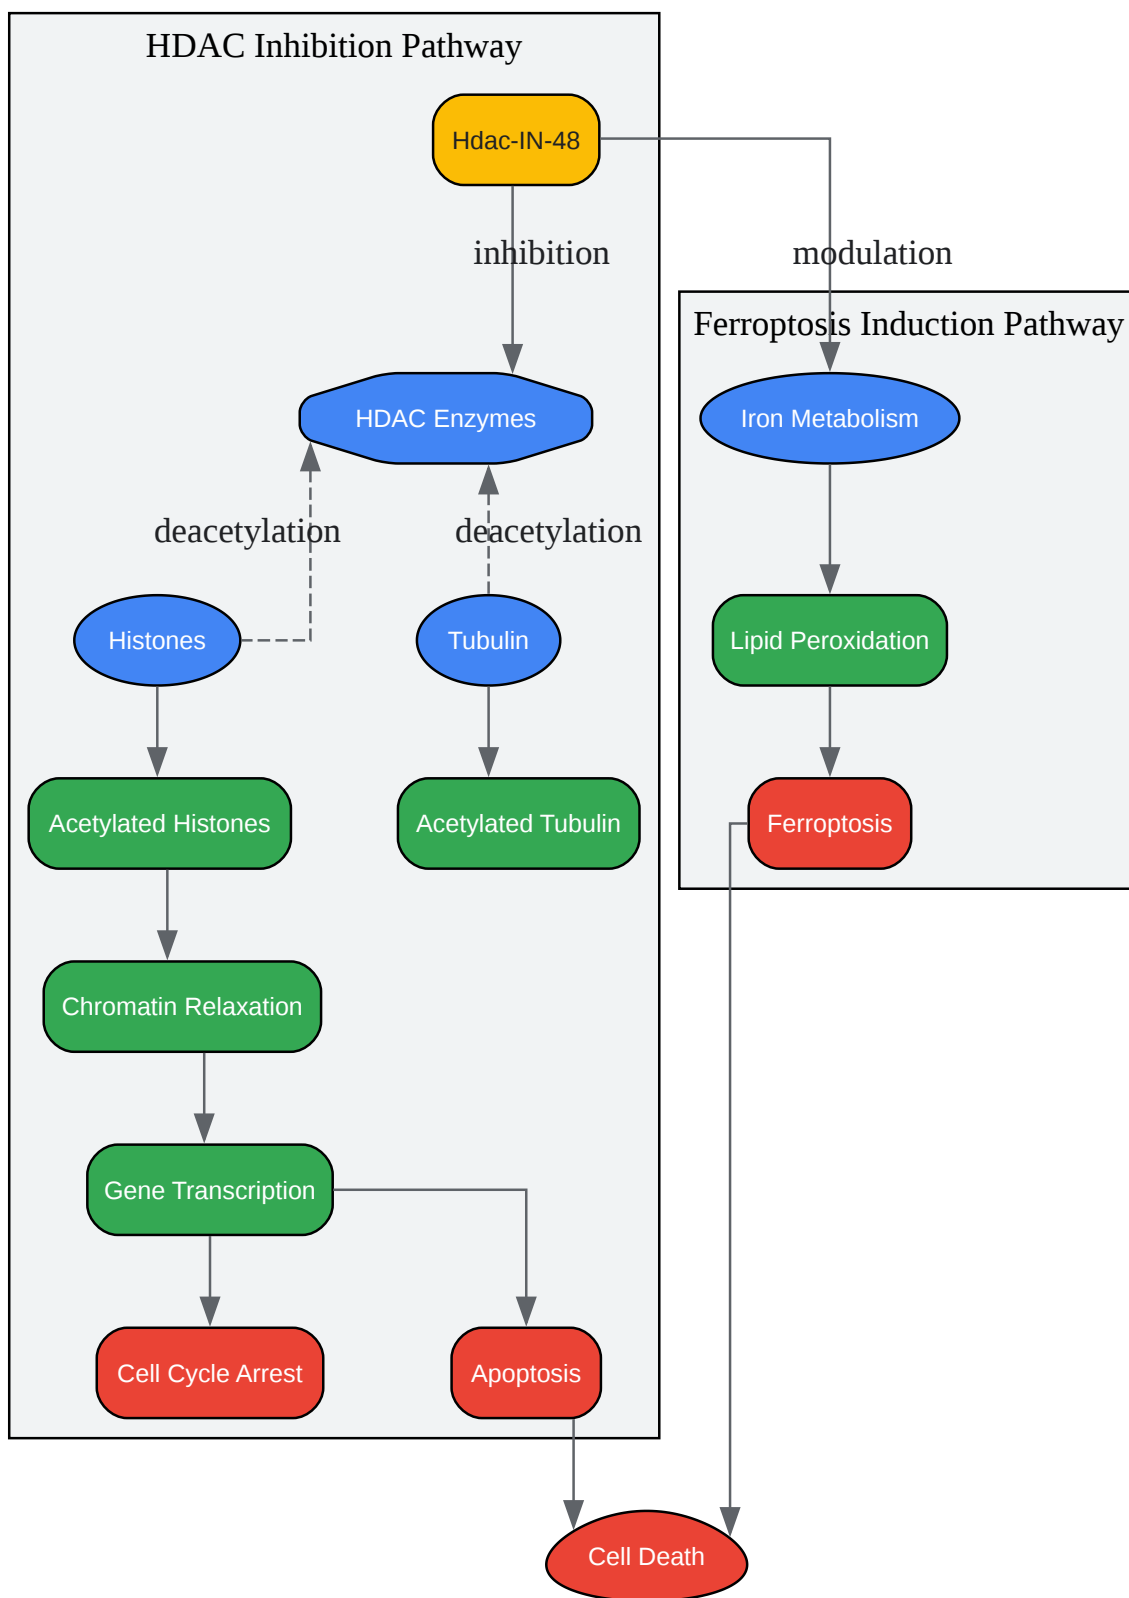 HDAC Inhibition Pathway
Hdac-IN-48
inhibition
modulation
Ferroptosis Induction Pathway
HDAC Enzymes
Iron Metabolism
deacetylation
deacetylation
Histones
Tubulin
Lipid Peroxidation
Acetylated Histones
Acetylated Tubulin
Ferroptosis
Chromatin Relaxation
Gene Transcription
Cell Cycle Arrest
Apoptosis
Cell Death